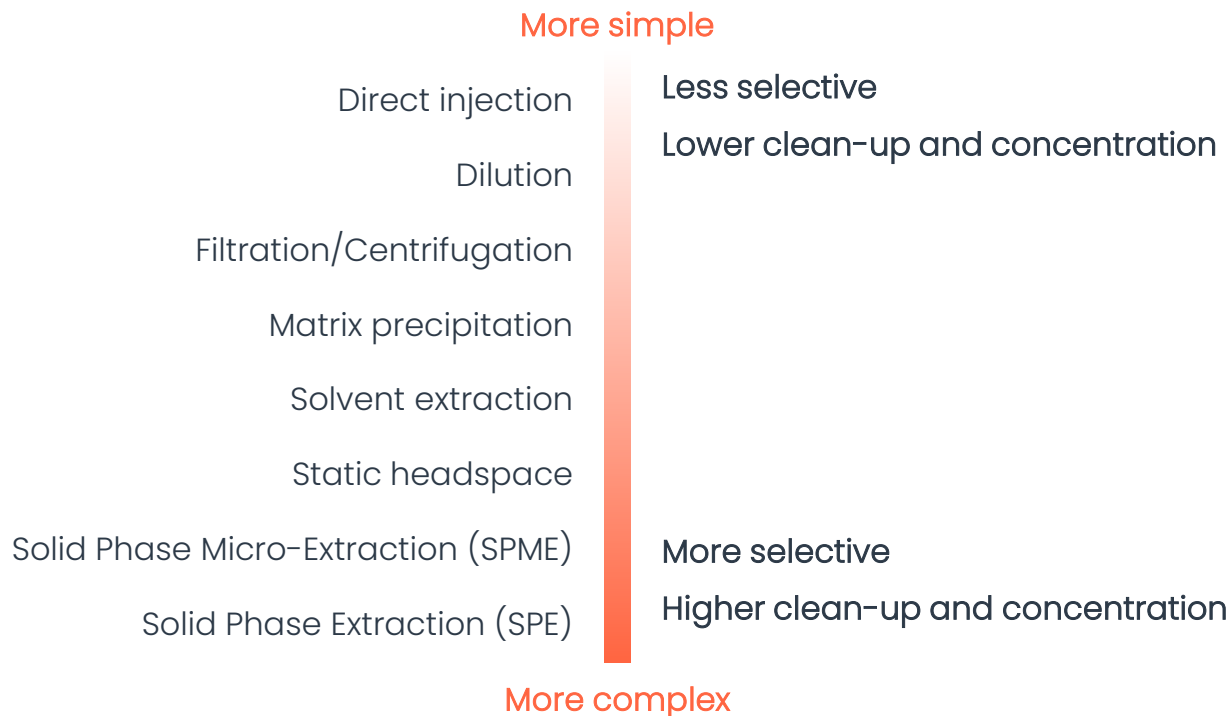 More simple
Direct injection
Less selective
Lower clean-up and concentration
Dilution
Filtration/Centrifugation
Matrix precipitation
Solvent extraction
Static headspace
Solid Phase Micro-Extraction (SPME)
More selective
Higher clean-up and concentration
Solid Phase Extraction (SPE)
More complex